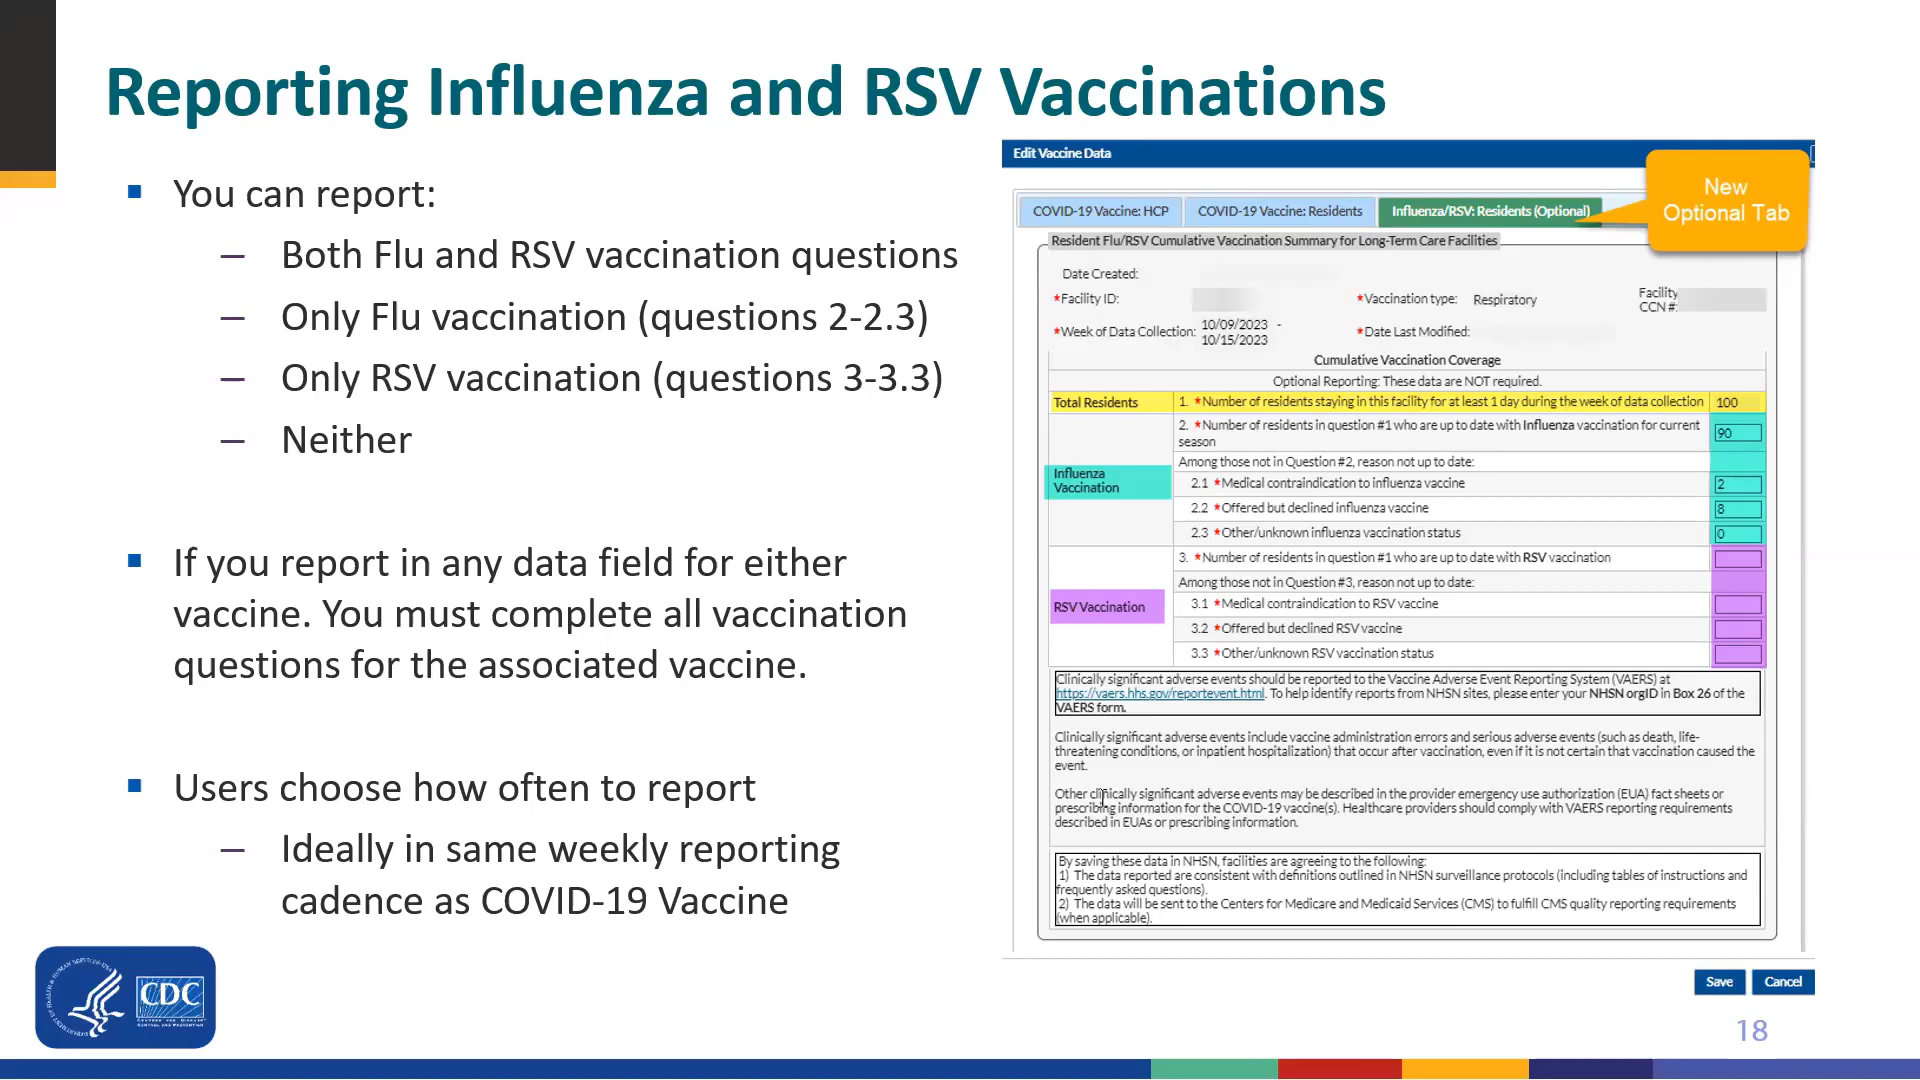 Reporting Influenza and RSV Vaccinations
You can report:
– Both Flu and RSV vaccination questions
– Only Flu vaccination (questions 2-2.3)
– Only RSV vaccination (questions 3-3.3)
– Neither
If you report in any data field for either
vaccine. You must complete all vaccination
questions for the associated vaccine.
Users choose how often to report
– Ideally in same weekly reporting
cadence as COVID-19 Vaccine
Edit Vaccine Data
New
Optional Tab
COVID-19 Vaccine: HCP
COVID-19 Vaccine: Residents
Influenza/RSV: Residents (Optional)
Resident Flu/RSV Cumulative Vaccination Summary for Long-Term Care Facilities
Date Created:
*Facility ID:
*Vaccination type: Respiratory
Facility
CCN #:
*Week of Data Collection: 10/09/2023 -
10/15/2023
*Date Last Modified:
Cumulative Vaccination Coverage
Optional Reporting: These data are NOT required.
Total Residents 1. *Number of residents staying in this facility for at least 1 day during the week of data collection 100
2. *Number of residents in question #1 who are up to date with Influenza vaccination for current
season 90
Among those not in Question #2, reason not up to date:
Influenza
Vaccination
2.1 *Medical contraindication to influenza vaccine 2
2.2 *Offered but declined influenza vaccine 8
2.3 *Other/unknown influenza vaccination status 0
3. *Number of residents in question #1 who are up to date with RSV vaccination
Among those not in Question #3, reason not up to date:
RSV Vaccination
3.1 *Medical contraindication to RSV vaccine
3.2 *Offered but declined RSV vaccine
3.3 *Other/unknown RSV vaccination status
Clinically significant adverse events should be reported to the Vaccine Adverse Event Reporting System (VAERS) at
https://vaers.hhs.gov/reportevent.html. To help identify reports from NHSN sites, please enter your NHSN orgID in Box 26 of the
VAERS form.
Clinically significant adverse events include vaccine administration errors and serious adverse events (such as death, life-
threatening conditions, or inpatient hospitalization) that occur after vaccination, even if it is not certain that vaccination caused the
event.
Other clinically significant adverse events may be described in the provider emergency use authorization (EUA) fact sheets or
prescribing information for the COVID-19 vaccine(s). Healthcare providers should comply with VAERS reporting requirements
described in EUAs or prescribing information.
By saving these data in NHSN, facilities are agreeing to the following:
1) The data reported are consistent with definitions outlined in NHSN surveillance protocols (including tables of instructions and
frequently asked questions).
2) The data will be sent to the Centers for Medicare and Medicaid Services (CMS) to fulfill CMS quality reporting requirements
(when applicable).
Save
Cancel
CDC
18